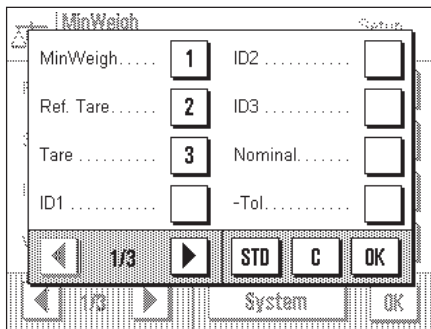 MinWeigh Setup
MinWeigh..... 1 ID2............
Ref. Tare...... 2 ID3............
Tare.......... 3 Nominal........
ID1........... -Tol............
1/3 STD C OK
1/3 System OK